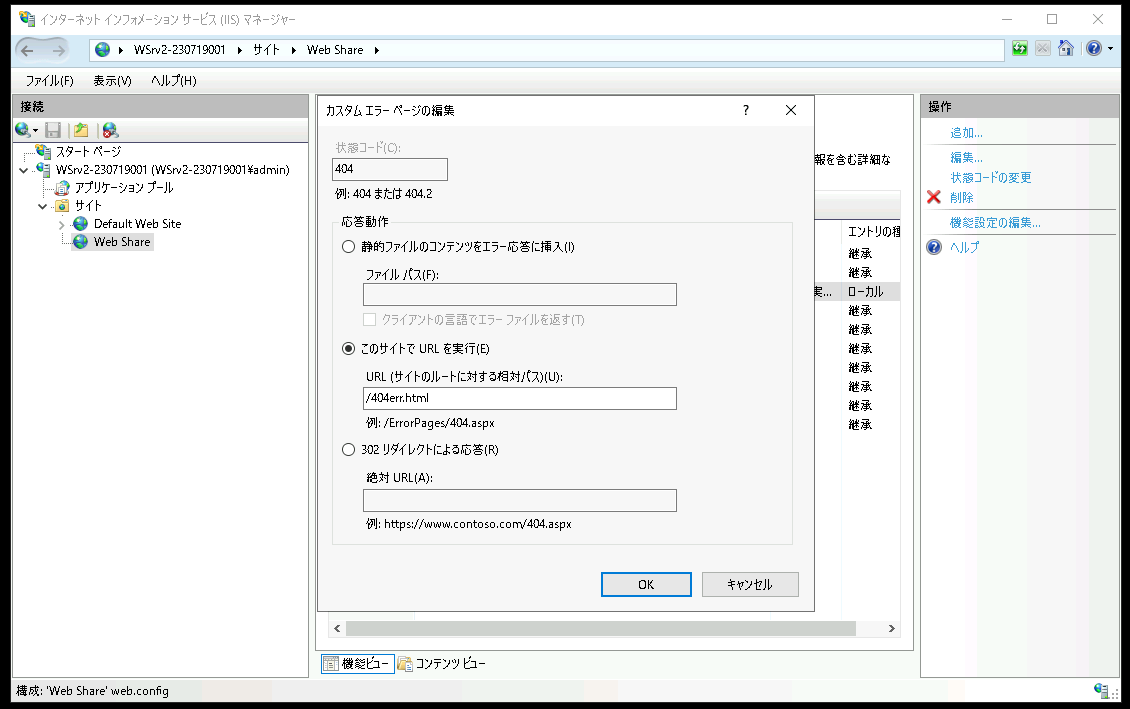 インターネット インフォメーション サービス (IIS) マネージャー
WSrv2-230719001 サイト Web Share
ファイル(F) 表示(V) ヘルプ(H)
接続
スタート ページ
WSrv2-230719001 (WSrv2-230719001¥admin)
アプリケーション プール
サイト
Default Web Site
Web Share
カスタム エラー ページの編集
状態コード(C):
404
例: 404 または 404.2
応答動作
静的ファイルのコンテンツをエラー応答に挿入(I)
ファイル パス(F):
クライアントの言語でエラー ファイルを返す(T)
このサイトで URL を実行(E)
URL (サイトのルートに対する相対パス)(U):
/404err.html
例: /ErrorPages/404.aspx
302 リダイレクトによる応答(R)
絶対 URL(A):
例: https://www.contoso.com/404.aspx
OK キャンセル
報を含む詳細な
エントリの種
継承
継承
実... ローカル
継承
継承
継承
継承
継承
継承
継承
機能ビュー コンテンツ ビュー
操作
追加...
編集...
状態コードの変更
削除
機能設定の編集...
ヘルプ
構成: 'Web Share' web.config